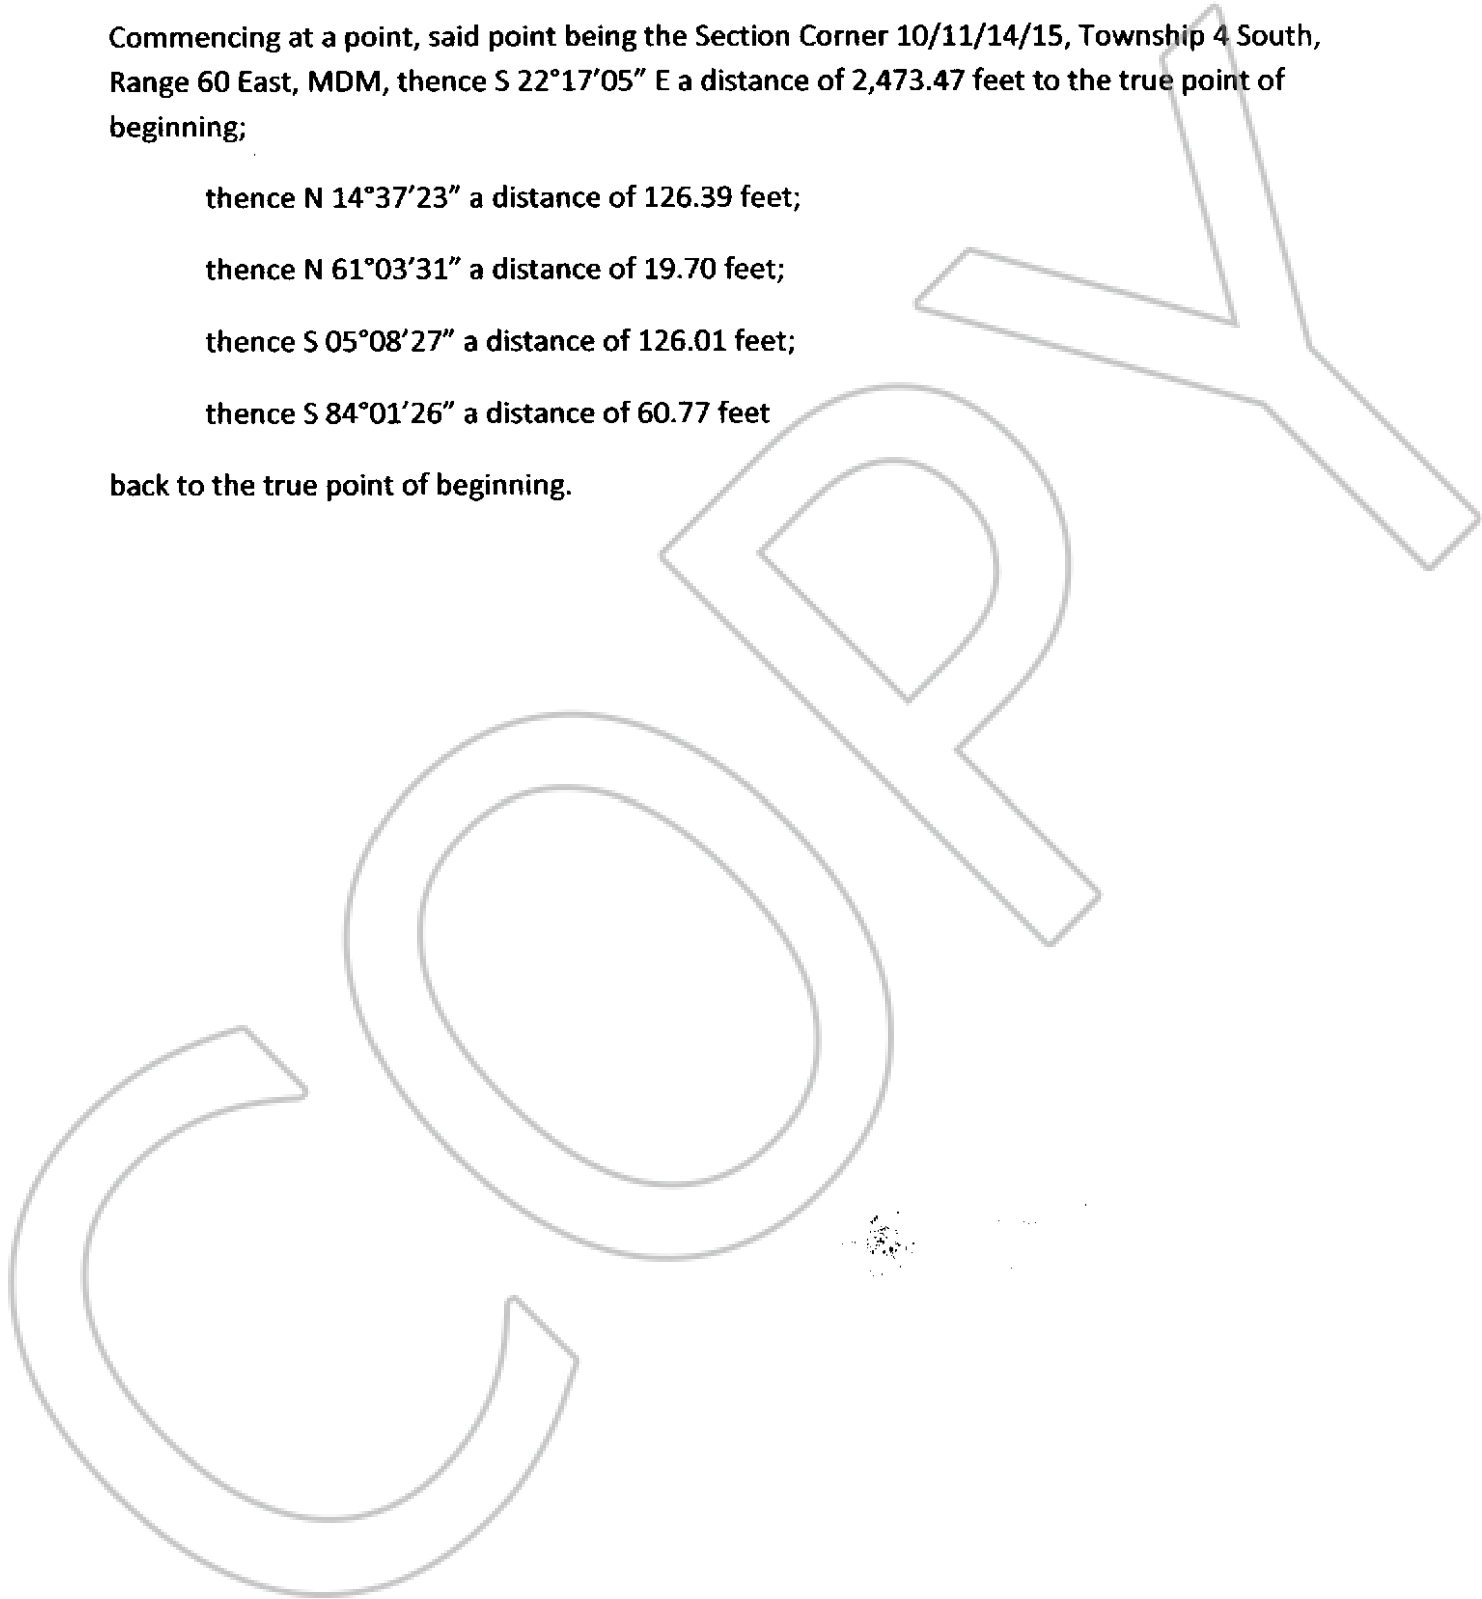 Commencing at a point, said point being the Section Corner 10/11/14/15, Township 4 South,
Range 60 East, MDM, thence S 22°17′05″ E a distance of 2,473.47 feet to the true point of
beginning;
thence N 14°37′23″ a distance of 126.39 feet;
thence N 61°03′31″ a distance of 19.70 feet;
thence S 05°08′27″ a distance of 126.01 feet;
thence S 84°01′26″ a distance of 60.77 feet
back to the true point of beginning.
COPY